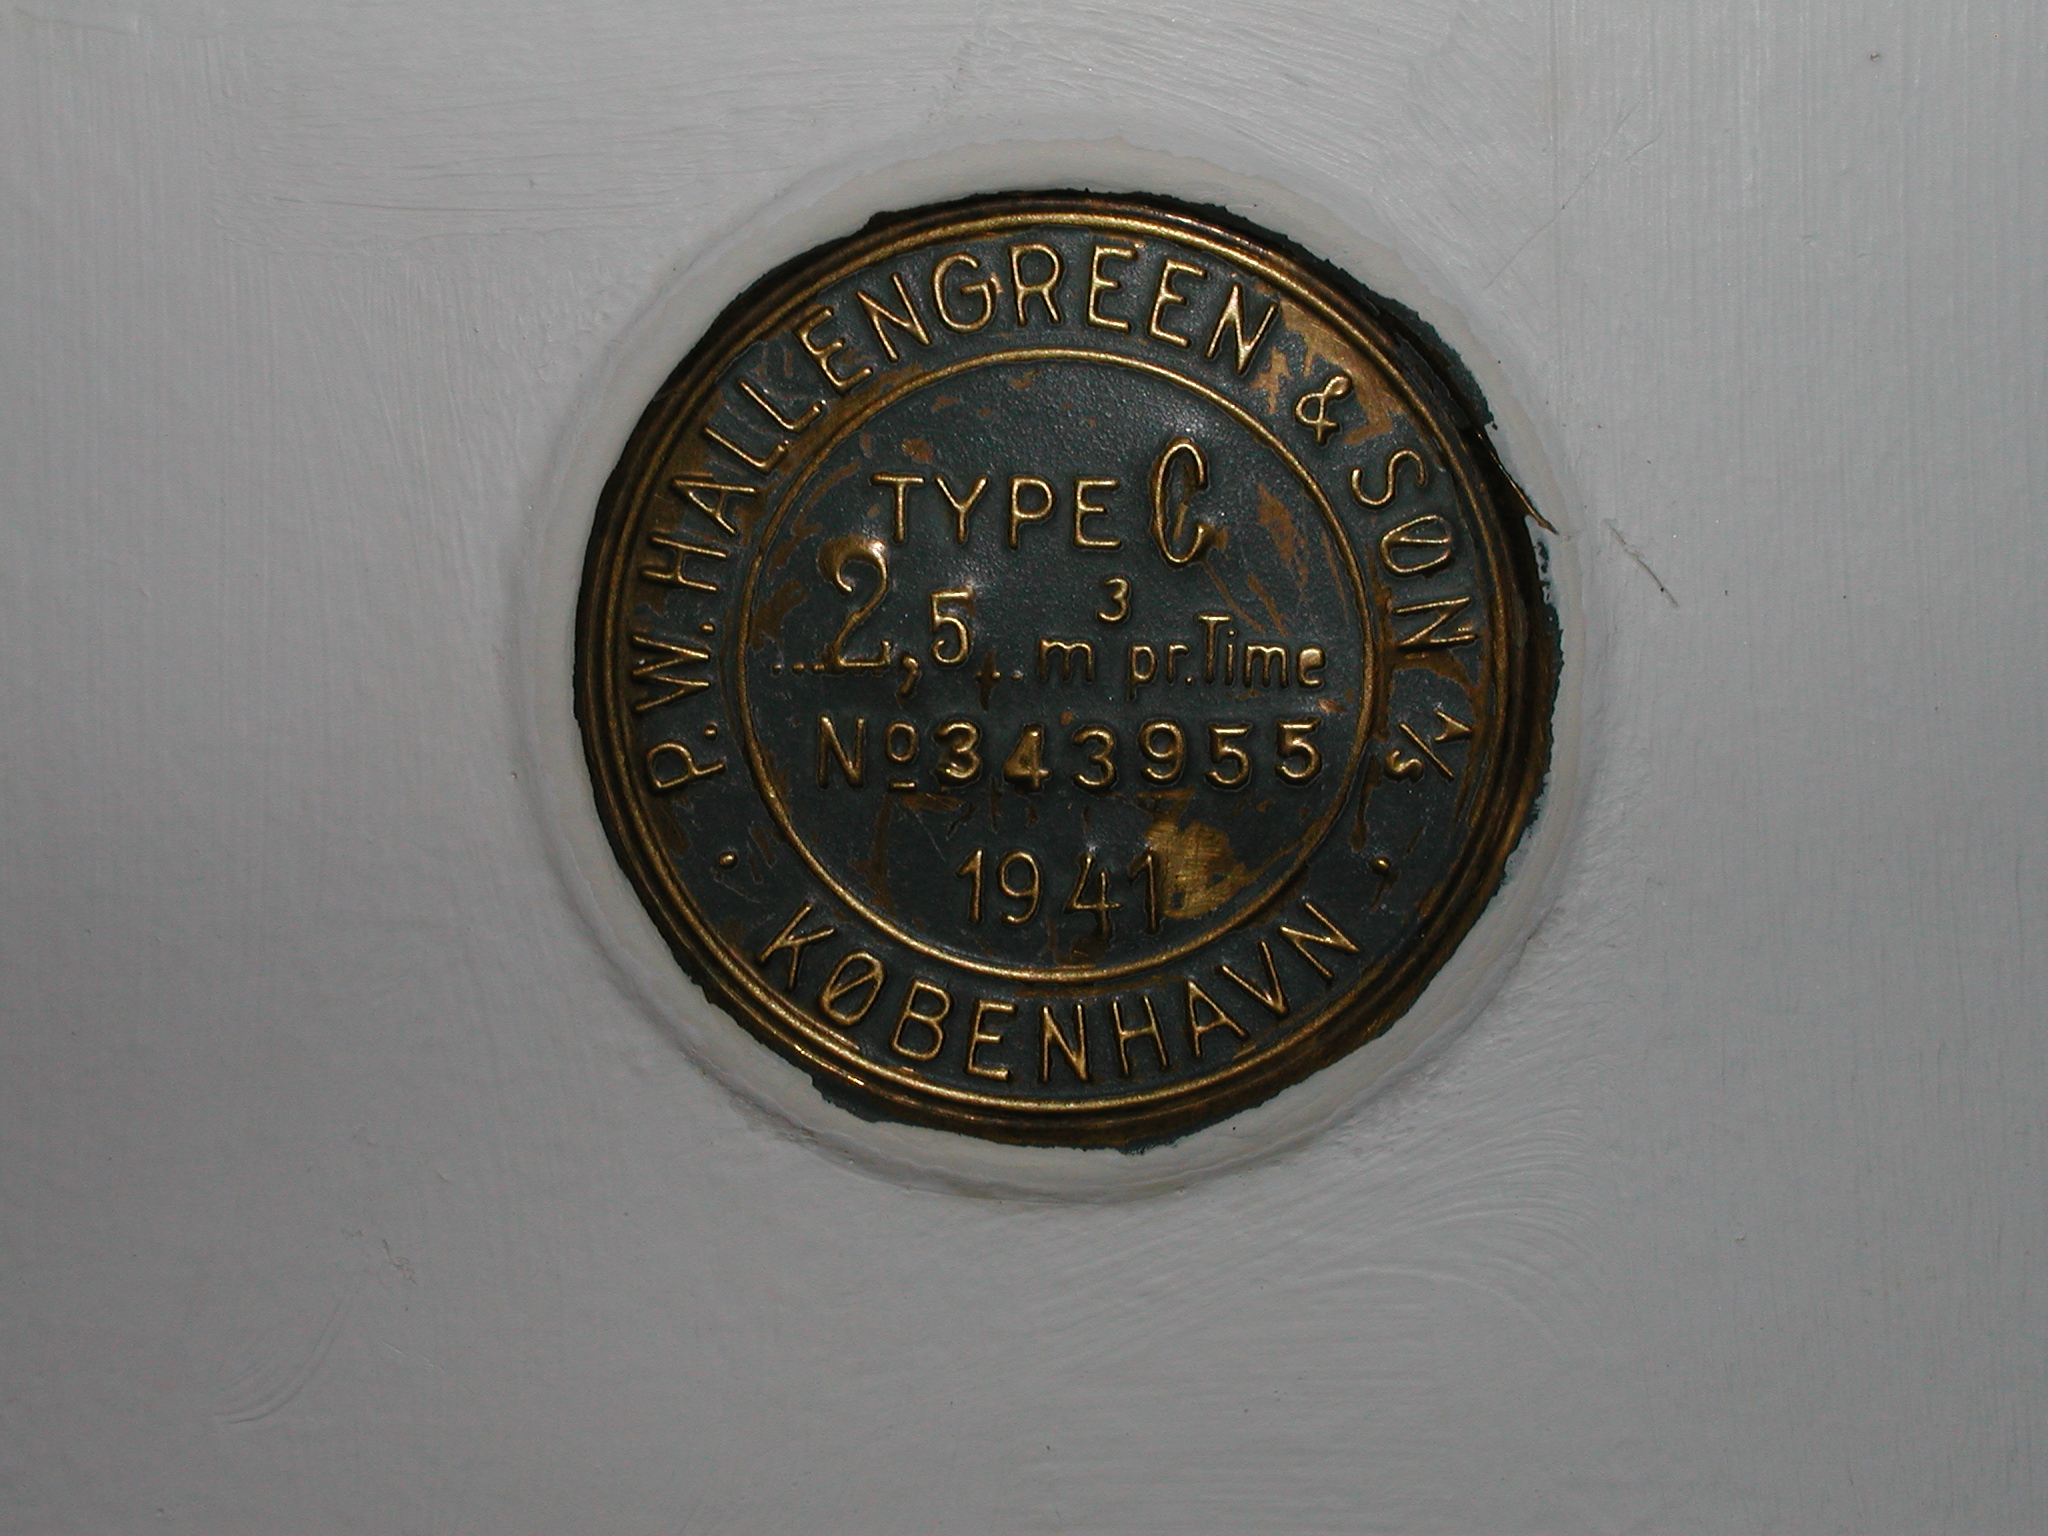 P.W. HALLENGREEN & SØN A/S
TYPE C
2,5 m³ pr. Time
Nº 343955
1941
KØBENHAVN